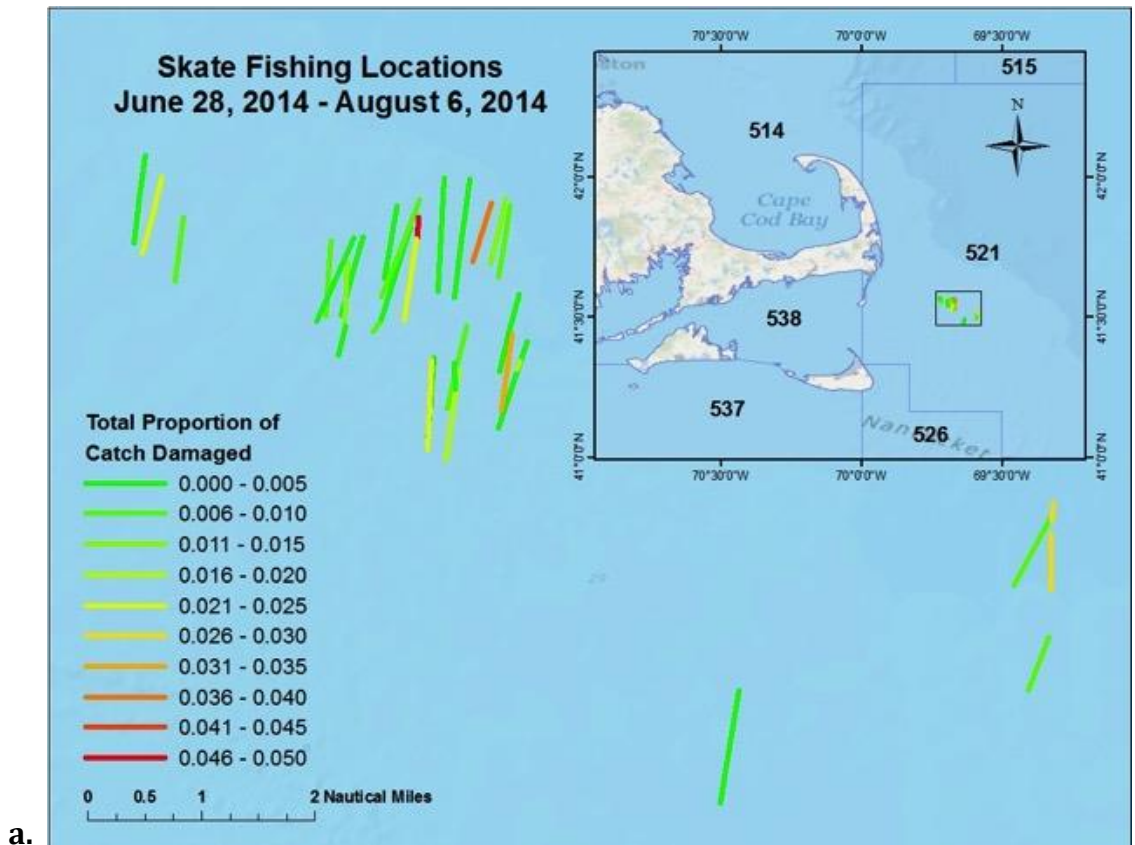 Skate Fishing Locations
June 28, 2014 - August 6, 2014
70°30'0"W 70°0'0"W 69°30'0"W
ston
515
N
514
42°0'0"N 42°0'0"N
Cape
Cod Bay
521
41°30'0"N 41°30'0"N
538
537
Nantucket
526
41°0'0"N 41°0'0"N
70°30'0"W 70°0'0"W 69°30'0"W
Total Proportion of
Catch Damaged
0.000 - 0.005
0.006 - 0.010
0.011 - 0.015
0.016 - 0.020
0.021 - 0.025
0.026 - 0.030
0.031 - 0.035
0.036 - 0.040
0.041 - 0.045
0.046 - 0.050
0 0.5 1 2 Nautical Miles
a.